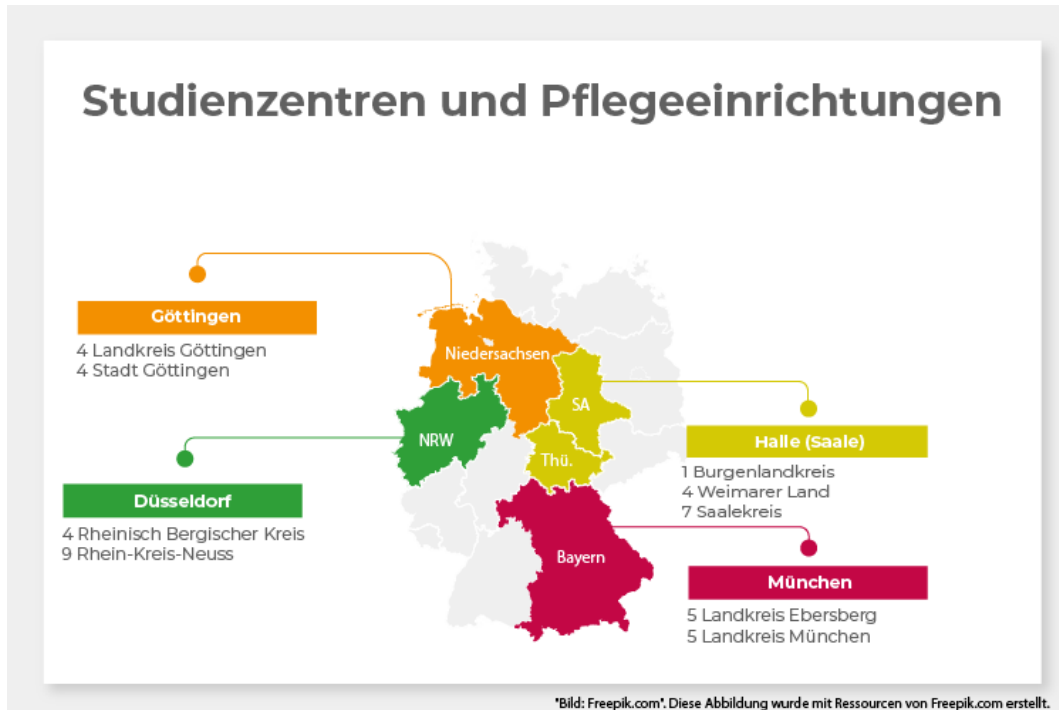 Studienzentren und Pflegeeinrichtungen
Göttingen
4 Landkreis Göttingen
4 Stadt Göttingen
Niedersachsen
SA
NRW
Thü.
Bayern
Düsseldorf
4 Rheinisch Bergischer Kreis
9 Rhein-Kreis-Neuss
Halle (Saale)
1 Burgenlandkreis
4 Weimarer Land
7 Saalekreis
München
5 Landkreis Ebersberg
5 Landkreis München
"Bild: Freepik.com". Diese Abbildung wurde mit Ressourcen von Freepik.com erstellt.